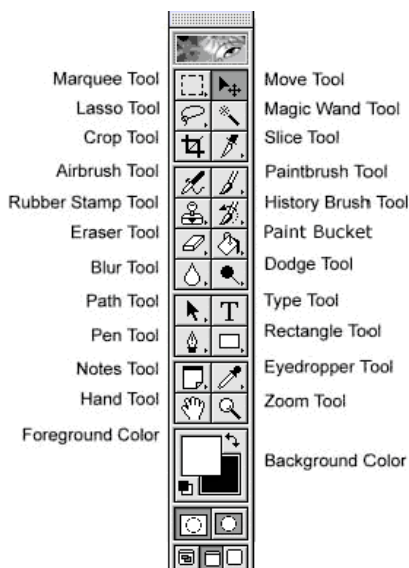 Marquee Tool Move Tool
Lasso Tool Magic Wand Tool
Crop Tool Slice Tool
Airbrush Tool Paintbrush Tool
Rubber Stamp Tool History Brush Tool
Eraser Tool Paint Bucket
Blur Tool Dodge Tool
Path Tool T Type Tool
Pen Tool Rectangle Tool
Notes Tool Eyedropper Tool
Hand Tool Zoom Tool
Foreground Color
Background Color